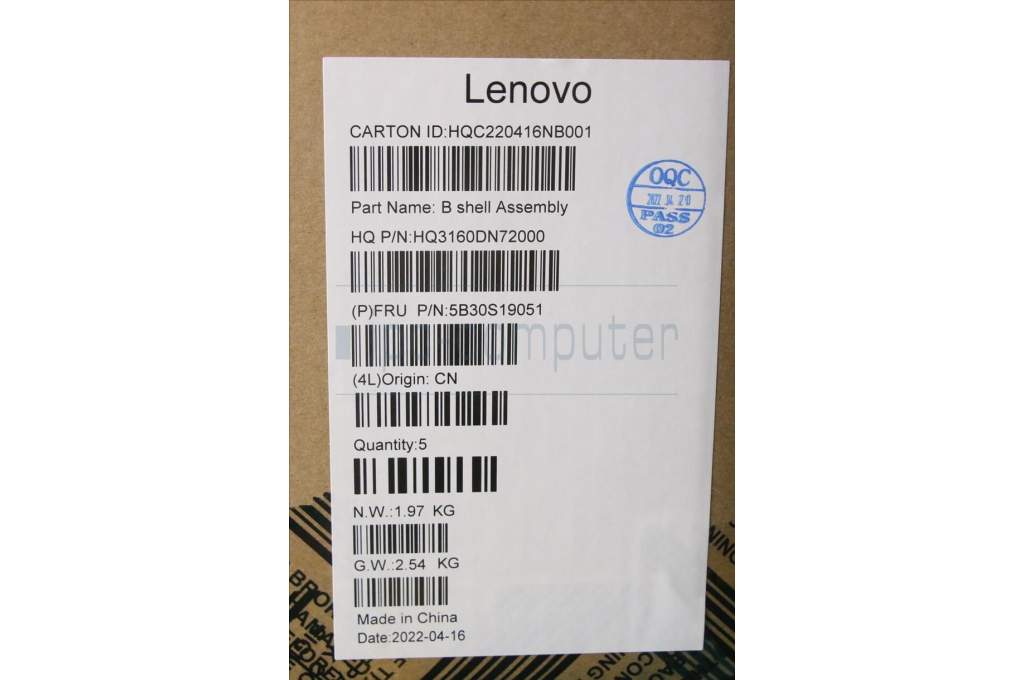 Lenovo
CARTON ID:HQC220416NB001
OQC
PASS
02
Part Name: B shell Assembly
HQ P/N:HQ3160DN72000
(P)FRU P/N:5B30S19051
computer
(4L)Origin: CN
Quantity:5
N.W.:1.97 KG
G.W.:2.54 KG
Made in China
Date:2022-04-16